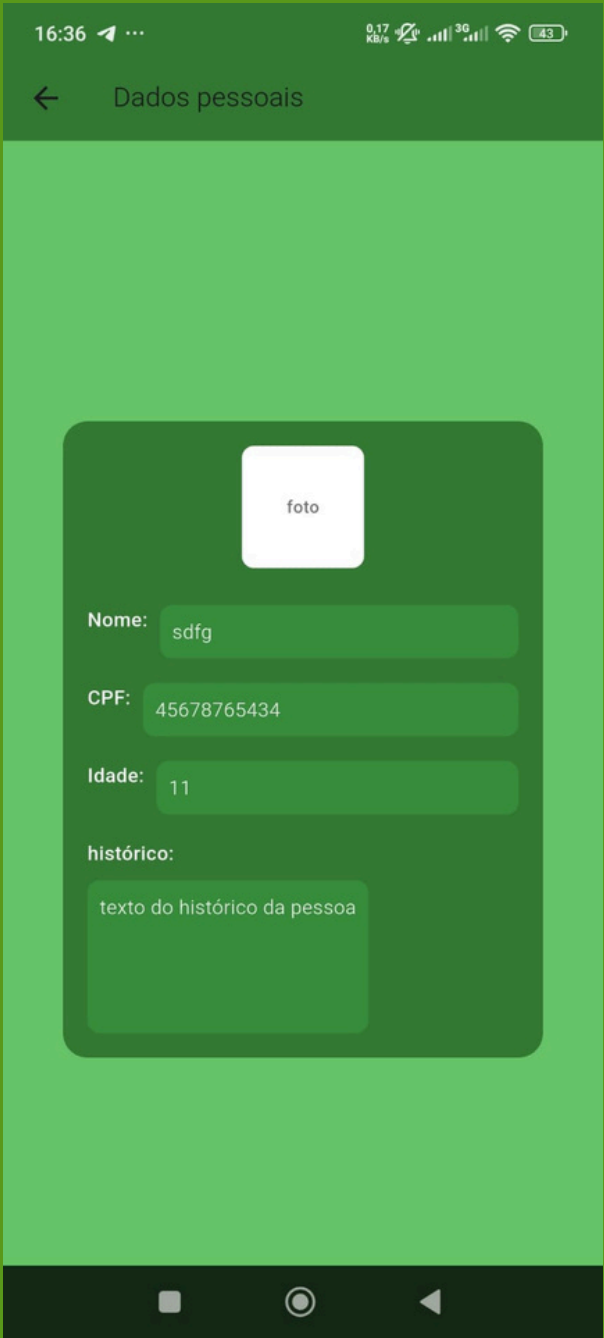 16:36 ... 0,17 KB/s 3G 43
Dados pessoais
foto
Nome: sdfg
CPF: 45678765434
Idade: 11
histórico:
texto do histórico da pessoa